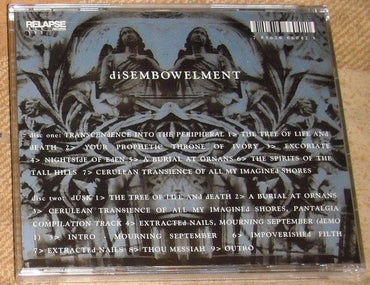 RELAPSE
diSEMBOWELMENT
disc one: TRANSCENdENCE INTO THE PERIPHERAL 1> THE TREE OF LIFE ANd
dEATH 2> YOUR PROPHETIC THRONE OF IVORY 3> EXCORIATE
4> NIGHTSIdE OF EdEN 5> A BURIAL AT ORNANS 6> THE SPIRITS OF THE
TALL HILLS 7> CERULEAN TRANSIENCE OF ALL MY IMAGINEd SHORES
disc two: dUSK 1> THE TREE OF LIFE ANd dEATH 2> A BURIAL AT ORNANS
3> CERULEAN TRANSIENCE OF ALL MY IMAGINEd SHORES, PANTALGIA
COMPILATION TRACK 4> EXTRACTEd NAILS, MOURNING SEPTEMBER (dEMO
1) 5> INTRO - MOURNING SEPTEMBER 6> IMPOVERISHEd FILTH
7> EXTRACTEd NAILS 8> THOU MESSIAH 9> OUTRO